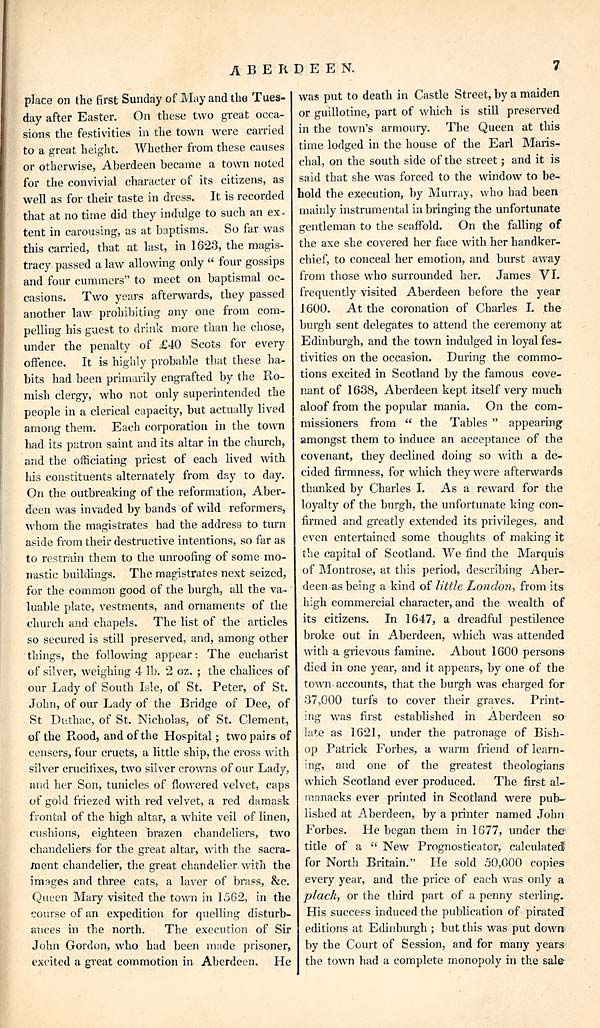 ABERDEEN.
7
place on the first Sunday of May and the Tues-
day after Easter. On these two great occa-
sions the festivities in the town were carried
to a great height. Whether from these causes
or otherwise, Aberdeen became a town noted
for the convivial character of its citizens, as
well as for their taste in dress. It is recorded
that at no time did they indulge to such an ex-
tent in carousing, as at baptisms. So far was
this carried, that at last, in 1623, the magis-
tracy passed a law allowing only “ four gossips
and four cummers” to meet on baptismal oc-
casions. Two years afterwards, they passed
another law prohibiting any one from com-
pelling his guest to drink more than he chose,
under the penalty of £40 Scots for every
offence. It is highly probable that these ha-
bits had been primarily engrafted by the Ro-
mish clergy, who not only superintended the
people in a clerical capacity, but actually lived
among them. Each corporation in the town
had its patron saint and its altar in the church,
and the officiating priest of each lived with
his constituents alternately from day to day.
On the outbreaking of the reformation, Aber-
deen was invaded by bands of wild reformers,
whom the magistrates had the address to turn
aside from their destructive intentions, so far as
to restrain them to the unroofing of some mo-
nastic buildings. The magistrates next seized,
for the common good of the burgh, all the va-
luable plate, vestments, and ornaments of the
church and chapels. The list of the articles
so secured is still preserved, and, among other
things, the following appear: The eucharist
of silver, weighing 4 lb. 2 oz. ; the chalices of
our Lady of South Isle, of St. Peter, of St.
John, of our Lady of the Bridge of Dee, of
St Duthac, of St. Nicholas, of St. Clement,
of the Rood, and of the Hospital ; two pairs of
censers, four cruets, a little ship, the cross with
silver crucifixes, two silver crowns of our Lady,
and her Son, tunicles of flowered velvet, caps
of gold friezed with red velvet, a red damask
frontal of the high altar, a white veil of linen,
cushions, eighteen brazen chandeliers, two
chandeliers for the great altar, with the sacra-
ment chandelier, the great chandelier with the
images and three cats, a laver of brass, &c.
Queen Mary visited the town in 1562, in the
course of an expedition for quelling disturb-
ances in the north. The execution of Sir
John Gordon, who had been made prisoner,
excited a great commotion in Aberdeen. He
was put to death in Castle Street, by a maiden
or guillotine, part of which is still preserved
in the town's armoury. The Queen at this
time lodged in the house of the Earl Maris-
chal, on the south side of the street ; and it is
said that she was forced to the window to be-
hold the execution, by Murray, who had been
mainly instrumental in bringing the unfortunate
gentleman to the scaffold. On the falling of
the axe she covered her face with her handker-
chief, to conceal her emotion, and burst away
from those who surrounded her. James VI.
frequently visited Aberdeen before the year
1600. At the coronation of Charles I. the
burgh sent delegates to attend the ceremony at
Edinburgh, and the town indulged in loyal fes-
tivities on the occasion. During the commo-
tions excited in Scotland by the famous cove-
nant of 1638, Aberdeen kept itself very much
aloof from the popular mania. On the com-
missioners from “ the Tables ” appearing
amongst them to induce an acceptance of the
covenant, they declined doing so with a de-
cided firmness, for which they were afterwards
thanked by Charles I. As a reward for the
loyalty of the burgh, the unfortunate king con-
firmed and greatly extended its privileges, and
even entertained some thoughts of making it
the capital of Scotland. We find the Marquis
of Montrose, at this period, describing Aber-
deen as being a kind of little London, from its
high commercial character, and the wealth of
its citizens. In 1647, a dreadful pestilence
broke out in Aberdeen, which was attended
with a grievous famine. About 1600 persons
died in one year, and it appears, by one of the
town accounts, that the burgh was charged for
37,000 turfs to cover their graves. Print-
ing was first established in Aberdeen so
late as 1621, under the patronage of Bish-
op Patrick Forbes, a warm friend of learn-
ing, and one of the greatest theologians
which Scotland ever produced. The first al-
manacks ever printed in Scotland were pub-
lished at Aberdeen, by a printer named John
Forbes. He began them in 1677, under the
title of a “ New Prognosticator, calculated
for North Britain.” He sold 50,000 copies
every year, and the price of each was only a
plack, or the third part of a penny sterling.
His success induced the publication of pirated
editions at Edinburgh ; but this was put down
by the Court of Session, and for many years
the town had a complete monopoly in the sale